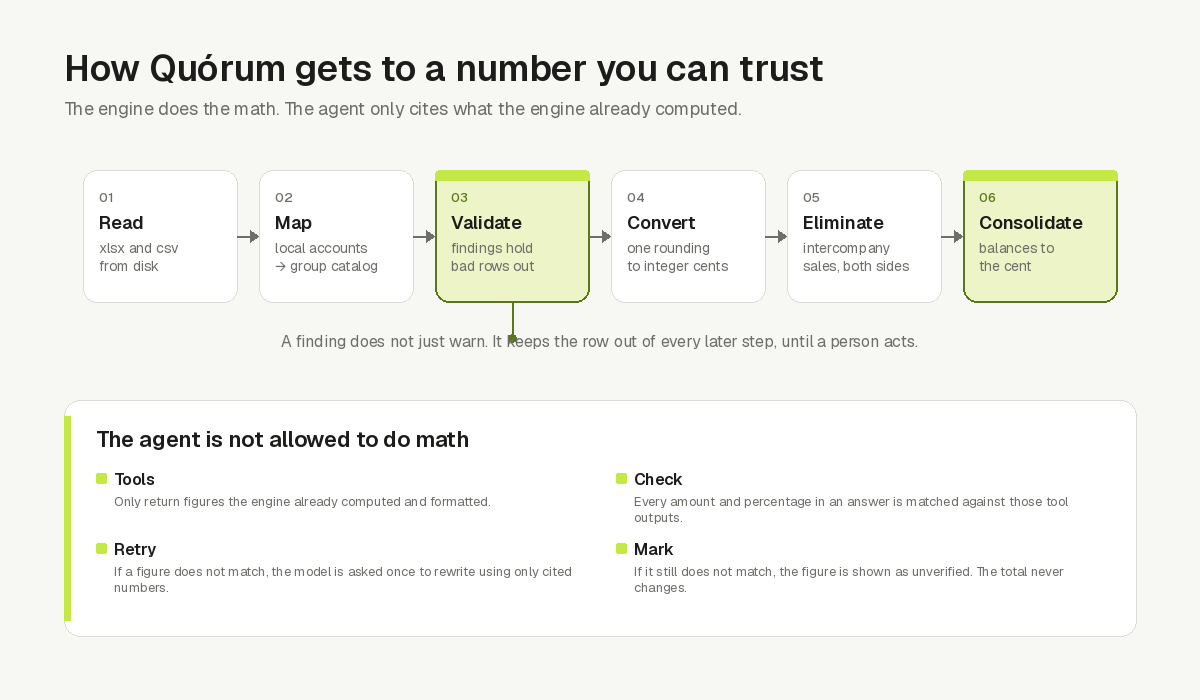 How Quórum gets to a number you can trust
The engine does the math. The agent only cites what the engine already computed.
01
Read
xlsx and csv
from disk
02
Map
local accounts
→ group catalog
03
Validate
findings hold
bad rows out
04
Convert
one rounding
to integer cents
05
Eliminate
intercompany
sales, both sides
06
Consolidate
balances to
the cent
A finding does not just warn. It keeps the row out of every later step, until a person acts.
The agent is not allowed to do math
Tools
Only return figures the engine already computed and formatted.
Check
Every amount and percentage in an answer is matched against those tool
outputs.
Retry
If a figure does not match, the model is asked once to rewrite using only cited
numbers.
Mark
If it still does not match, the figure is shown as unverified. The total never
changes.